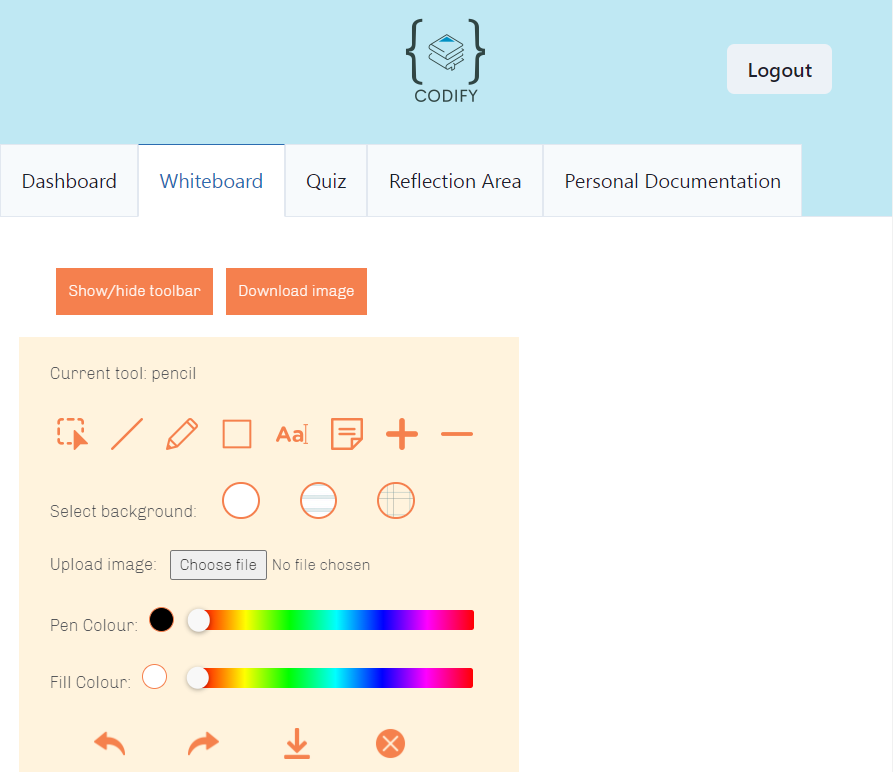 CODIFY
Logout
Dashboard Whiteboard Quiz Reflection Area Personal Documentation
Show/hide toolbar Download image
Current tool: pencil
Aa
Select background:
Upload image: Choose file No file chosen
Pen Colour:
Fill Colour: